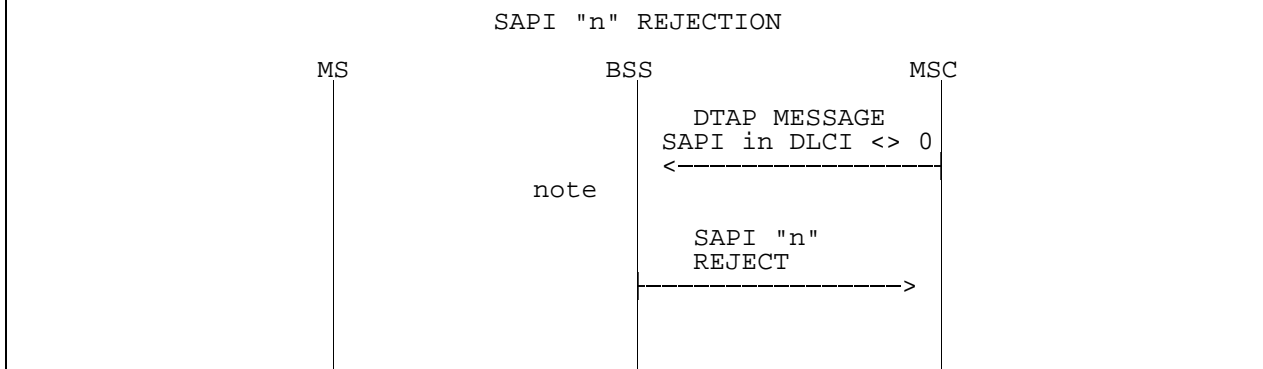 SAPI "n" REJECTION
MS BSS MSC
DTAP MESSAGE
SAPI in DLCI <> 0
note
SAPI "n"
REJECT